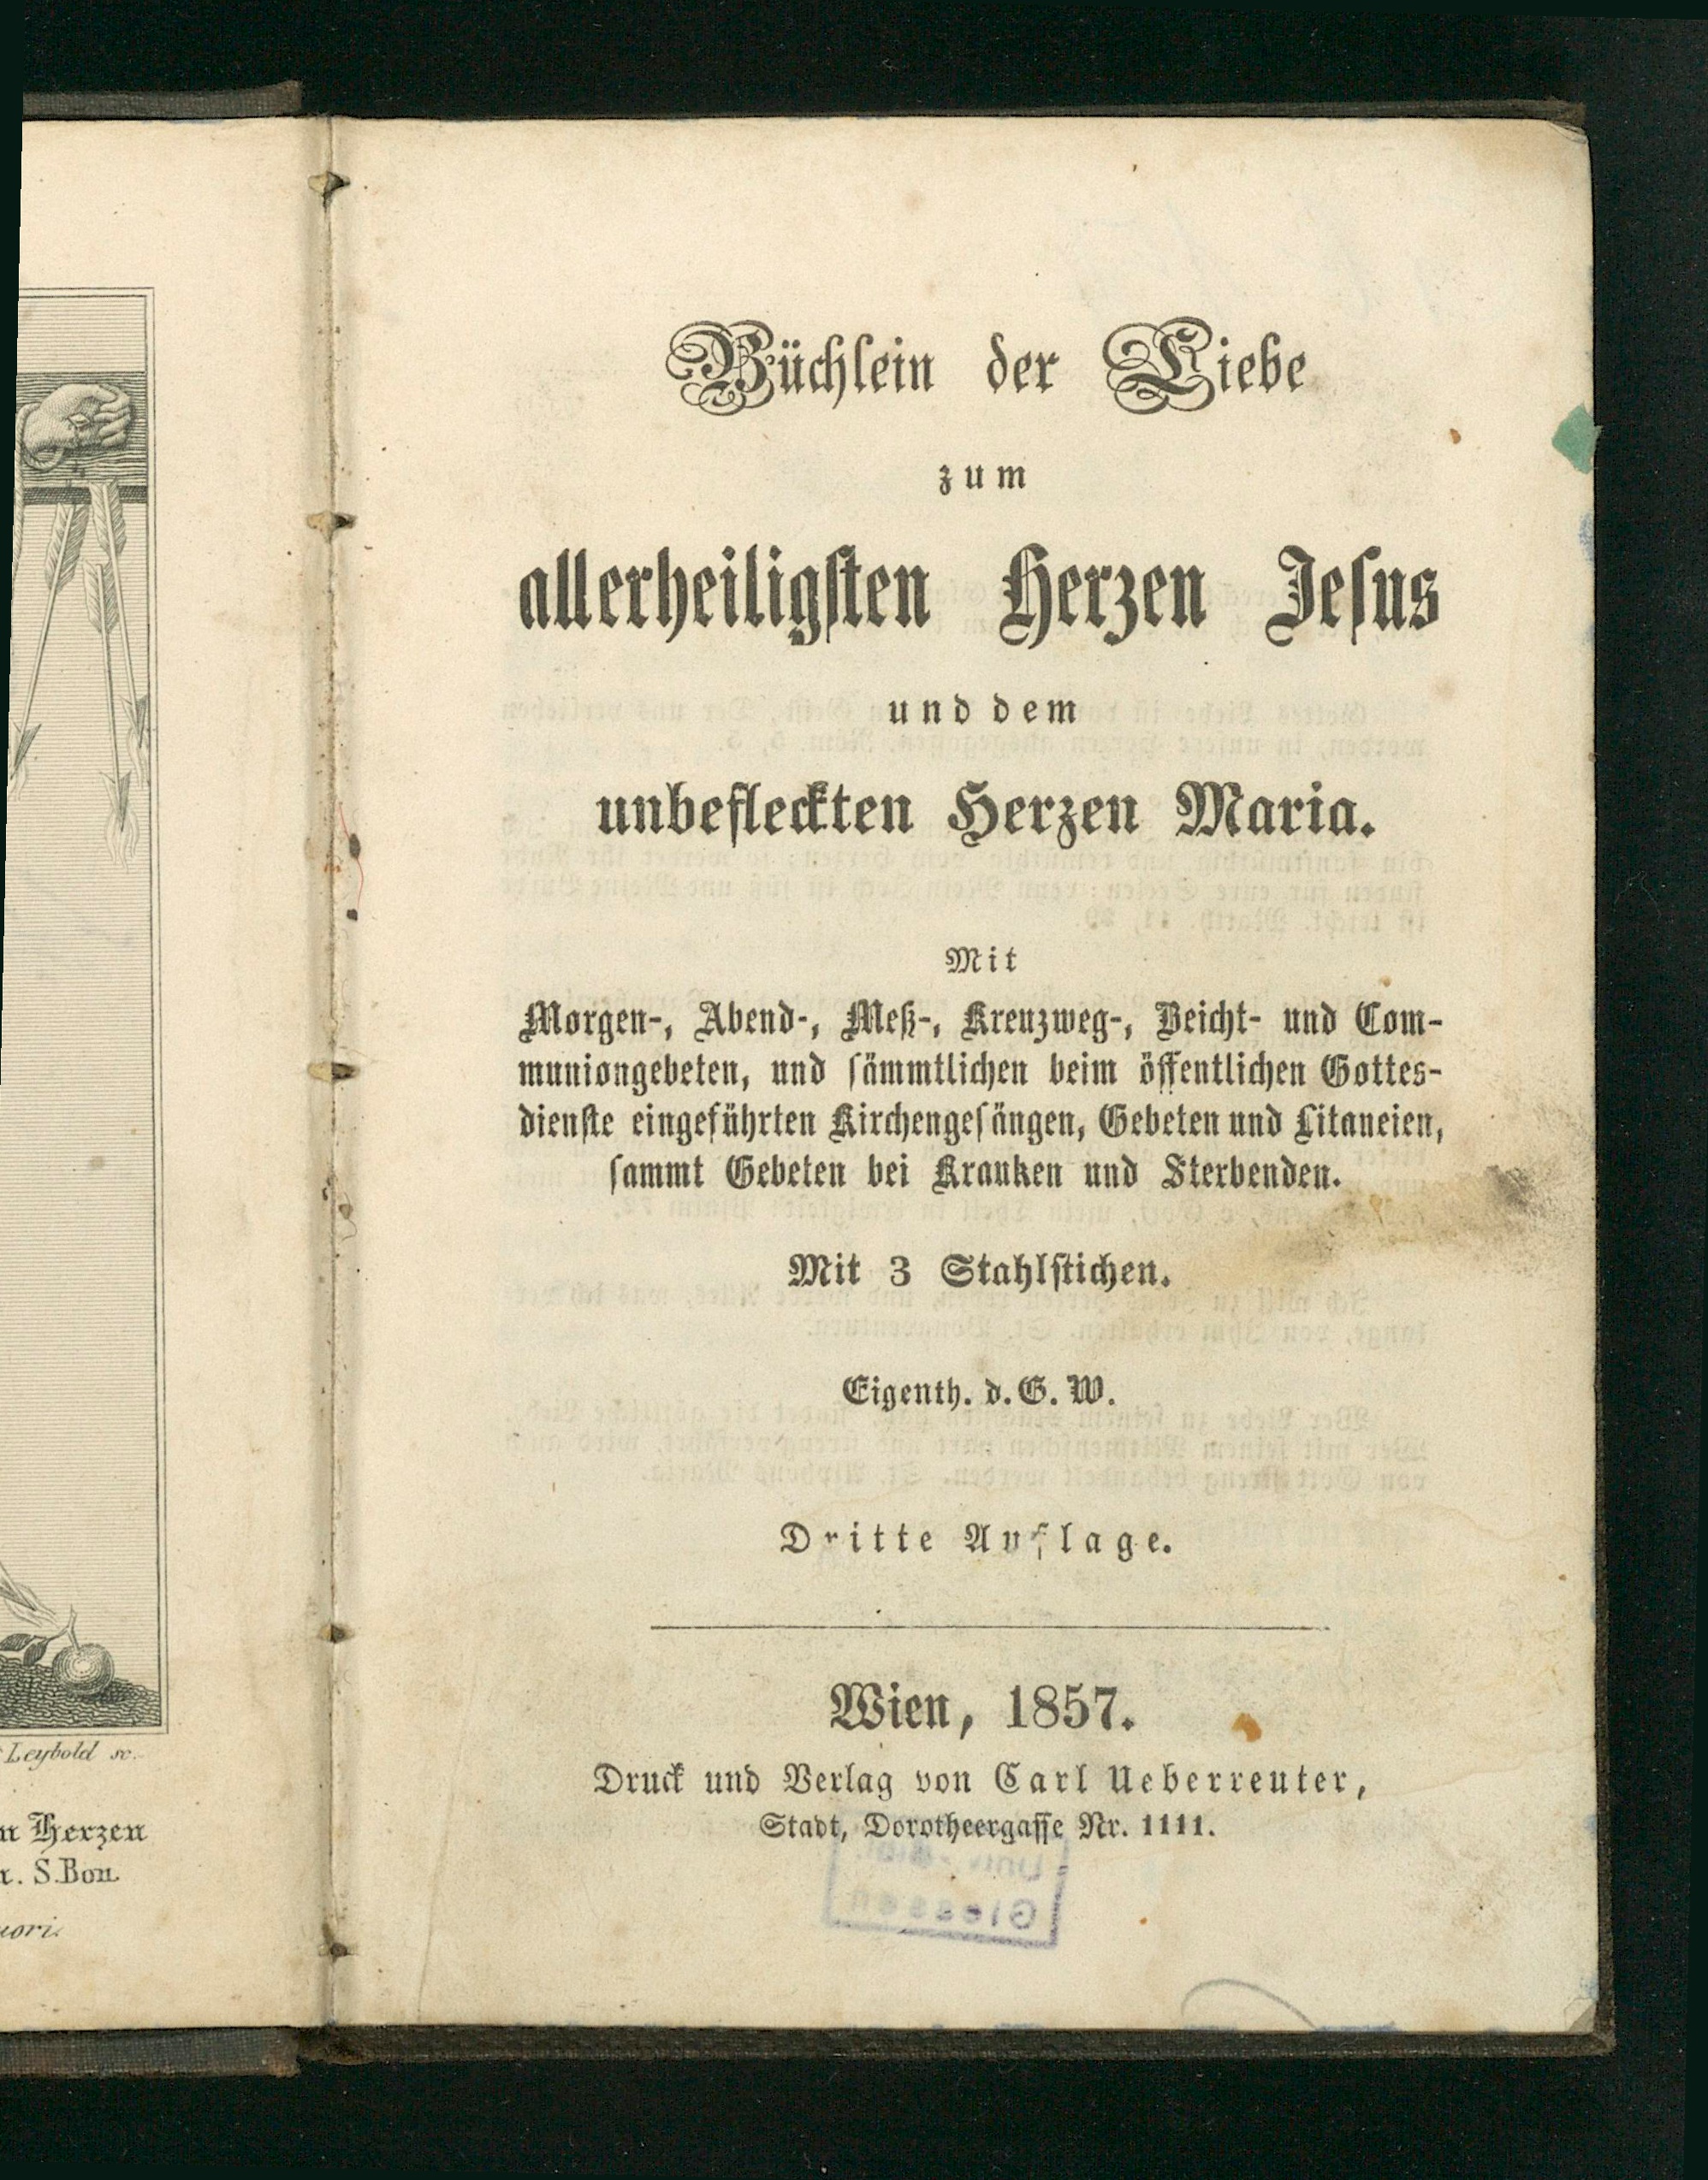 Leybold sc.
Herzen
S. Bon.
Büchlein der Liebe
zum
allerheiligsten Herzen Jesus
und dem
unbefleckten Herzen Maria.
Mit
Morgen-, Abend-, Meß-, Kreuzweg-, Beicht- und Com-
muniongebeten, und sämmtlichen beim öffentlichen Gottes-
dienste eingeführten Kirchengesängen, Gebeten und Litaneien,
sammt Gebeten bei Kranken und Sterbenden.
Mit 3 Stahlstichen.
Eigenth. d. G. W.
Dritte Auflage.
Wien, 1857.
Druck und Verlag von Carl Ueberreuter,
Stadt, Dorotheergasse Nr. 1111.
Giessen